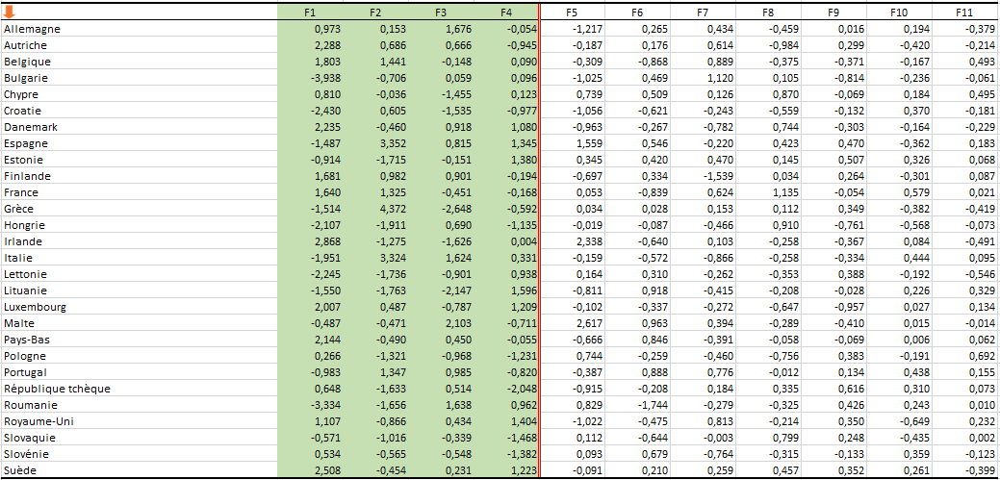 F1 F2 F3 F4 F5 F6 F7 F8 F9 F10 F11
Allemagne 0,973 0,153 1,676 -0,054 -1,217 0,265 0,434 -0,459 0,016 0,194 -0,379
Autriche 2,288 0,686 0,666 -0,945 -0,187 0,176 0,614 -0,984 0,299 -0,420 -0,214
Belgique 1,803 1,441 -0,148 0,090 -0,309 -0,868 0,889 -0,375 -0,371 -0,167 0,493
Bulgarie -3,938 -0,706 0,059 0,096 -1,025 0,469 1,120 0,105 -0,814 -0,236 -0,061
Chypre 0,810 -0,036 -1,455 0,123 0,739 0,509 0,126 0,870 -0,069 0,184 0,495
Croatie -2,430 0,605 -1,535 -0,977 -1,056 -0,621 -0,243 -0,559 -0,132 0,370 -0,181
Danemark 2,235 -0,460 0,918 1,080 -0,963 -0,267 -0,782 0,744 -0,303 -0,164 -0,229
Espagne -1,487 3,352 0,815 1,345 1,559 0,546 -0,220 0,423 0,470 -0,362 0,183
Estonie -0,914 -1,715 -0,151 1,380 0,345 0,420 0,470 0,145 0,507 0,326 0,068
Finlande 1,681 0,982 0,901 -0,194 -0,697 0,334 -1,539 0,034 0,264 -0,301 0,087
France 1,640 1,325 -0,451 -0,168 0,053 -0,839 0,624 1,135 -0,054 0,579 0,021
Grèce -1,514 4,372 -2,648 -0,592 0,034 0,028 0,153 0,112 0,349 -0,382 -0,419
Hongrie -2,107 -1,911 0,690 -1,135 -0,019 -0,087 -0,466 0,910 -0,761 -0,568 -0,073
Irlande 2,868 -1,275 -1,626 0,004 2,338 -0,640 0,103 -0,258 -0,367 0,084 -0,491
Italie -1,951 3,324 1,624 0,331 -0,159 -0,572 -0,866 -0,258 -0,334 0,444 0,095
Lettonie -2,245 -1,736 -0,901 0,938 0,164 0,310 -0,262 -0,353 0,388 -0,192 -0,546
Lituanie -1,550 -1,763 -2,147 1,596 -0,811 0,918 -0,415 -0,208 -0,028 0,226 0,329
Luxembourg 2,007 0,487 -0,787 1,209 -0,102 -0,337 -0,272 -0,647 -0,957 0,027 0,134
Malte -0,487 -0,471 2,103 -0,711 2,617 0,963 0,394 -0,289 -0,410 0,015 -0,014
Pays-Bas 2,144 -0,490 0,450 -0,055 -0,666 0,846 -0,391 -0,058 -0,069 0,006 0,062
Pologne 0,266 -1,321 -0,968 -1,231 0,744 -0,259 -0,460 -0,756 0,383 -0,191 0,692
Portugal -0,983 1,347 0,985 -0,820 -0,387 0,888 0,776 -0,012 0,134 0,438 0,155
République tchèque 0,648 -1,633 0,514 -2,048 -0,915 -0,208 0,184 0,335 0,616 0,310 0,073
Roumanie -3,334 -1,656 1,638 0,962 0,829 -1,744 -0,279 -0,325 0,426 0,243 0,010
Royaume-Uni 1,107 -0,866 0,434 1,404 -1,022 -0,475 0,813 -0,214 0,350 -0,649 0,232
Slovaquie -0,571 -1,016 -0,339 -1,468 0,112 -0,644 -0,003 0,799 0,248 -0,435 0,002
Slovénie 0,534 -0,565 -0,548 -1,382 0,093 0,679 -0,764 -0,315 -0,133 0,359 -0,123
Suède 2,508 -0,454 0,231 1,223 -0,091 0,210 0,259 0,457 0,352 0,261 -0,399